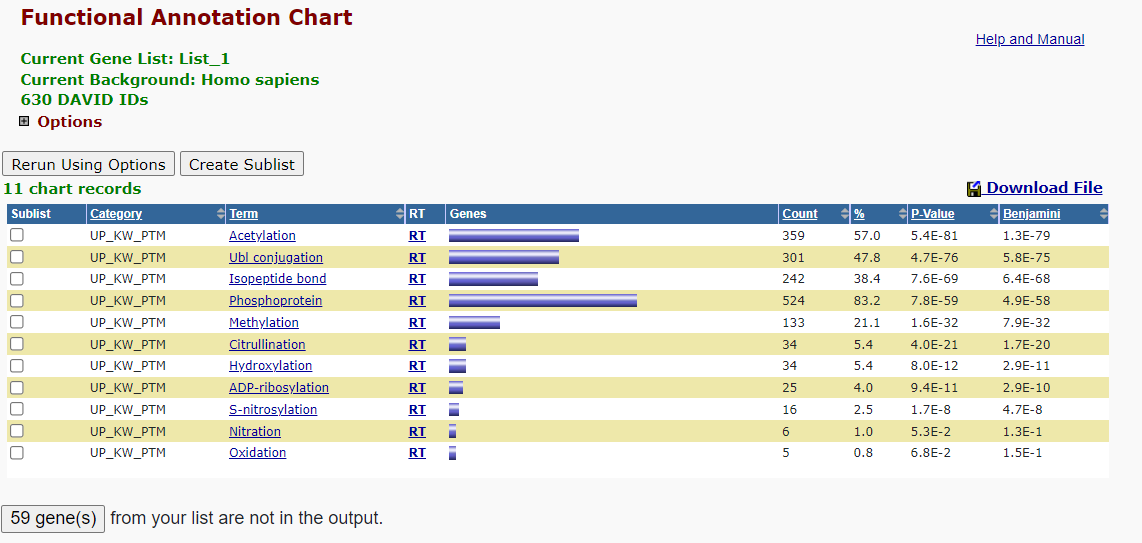 Functional Annotation Chart
Help and Manual
Current Gene List: List_1
Current Background: Homo sapiens
630 DAVID IDs
Options
Rerun Using Options Create Sublist
11 chart records Download File
Sublist Category Term RT Genes Count % P-Value Benjamini
UP_KW_PTM Acetylation RT 359 57.0 5.4E-81 1.3E-79
UP_KW_PTM Ubl conjugation RT 301 47.8 4.7E-76 5.8E-75
UP_KW_PTM Isopeptide bond RT 242 38.4 7.6E-69 6.4E-68
UP_KW_PTM Phosphoprotein RT 524 83.2 7.8E-59 4.9E-58
UP_KW_PTM Methylation RT 133 21.1 1.6E-32 7.9E-32
UP_KW_PTM Citrullination RT 34 5.4 4.0E-21 1.7E-20
UP_KW_PTM Hydroxylation RT 34 5.4 8.0E-12 2.9E-11
UP_KW_PTM ADP-ribosylation RT 25 4.0 9.4E-11 2.9E-10
UP_KW_PTM S-nitrosylation RT 16 2.5 1.7E-8 4.7E-8
UP_KW_PTM Nitration RT 6 1.0 5.3E-2 1.3E-1
UP_KW_PTM Oxidation RT 5 0.8 6.8E-2 1.5E-1
59 gene(s) from your list are not in the output.